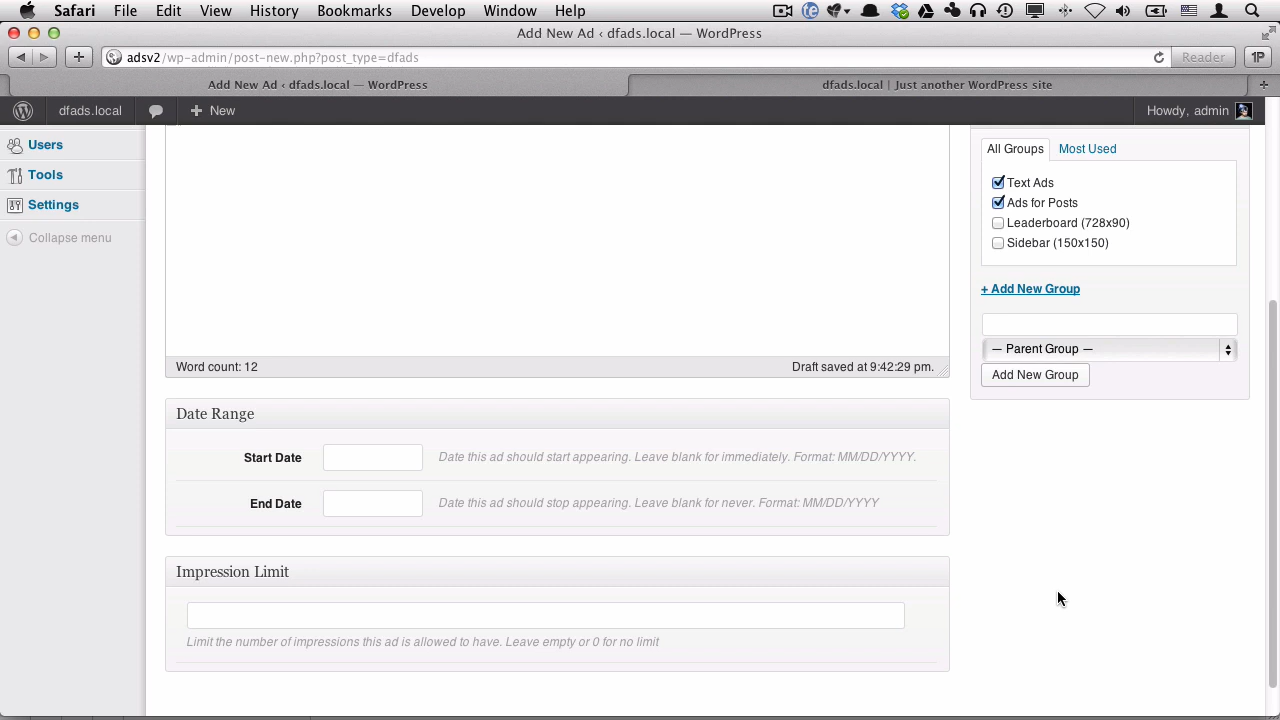 Safari File Edit View History Bookmarks Develop Window Help
Add New Ad ‹ dfads.local — WordPress
adsv2/wp-admin/post-new.php?post_type=dfads
Reader
1P
Add New Ad ‹ dfads.local — WordPress
dfads.local | Just another WordPress site
dfads.local
New
Howdy, admin
Users
Tools
Settings
Collapse menu
Word count: 12
Draft saved at 9:42:29 pm.
Date Range
Start Date
Date this ad should start appearing. Leave blank for immediately. Format: MM/DD/YYYY.
End Date
Date this ad should stop appearing. Leave blank for never. Format: MM/DD/YYYY
Impression Limit
Limit the number of impressions this ad is allowed to have. Leave empty or 0 for no limit
All Groups
Most Used
Text Ads
Ads for Posts
Leaderboard (728x90)
Sidebar (150x150)
+ Add New Group
— Parent Group —
Add New Group